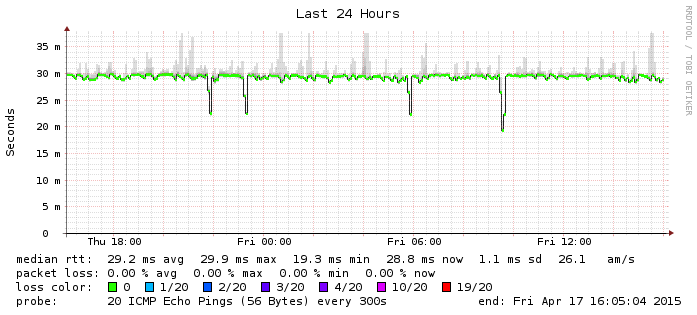 Last 24 Hours
RRDTOOL / TOBI OETIKER
Seconds
35 m
30 m
25 m
20 m
15 m
10 m
5 m
0
Thu 18:00 Fri 00:00 Fri 06:00 Fri 12:00
median rtt: 29.2 ms avg 29.9 ms max 19.3 ms min 28.8 ms now 1.1 ms sd 26.1 am/s
packet loss: 0.00 % avg 0.00 % max 0.00 % min 0.00 % now
loss color: 0 1/20 2/20 3/20 4/20 10/20 19/20
probe: 20 ICMP Echo Pings (56 Bytes) every 300s end: Fri Apr 17 16:05:04 2015